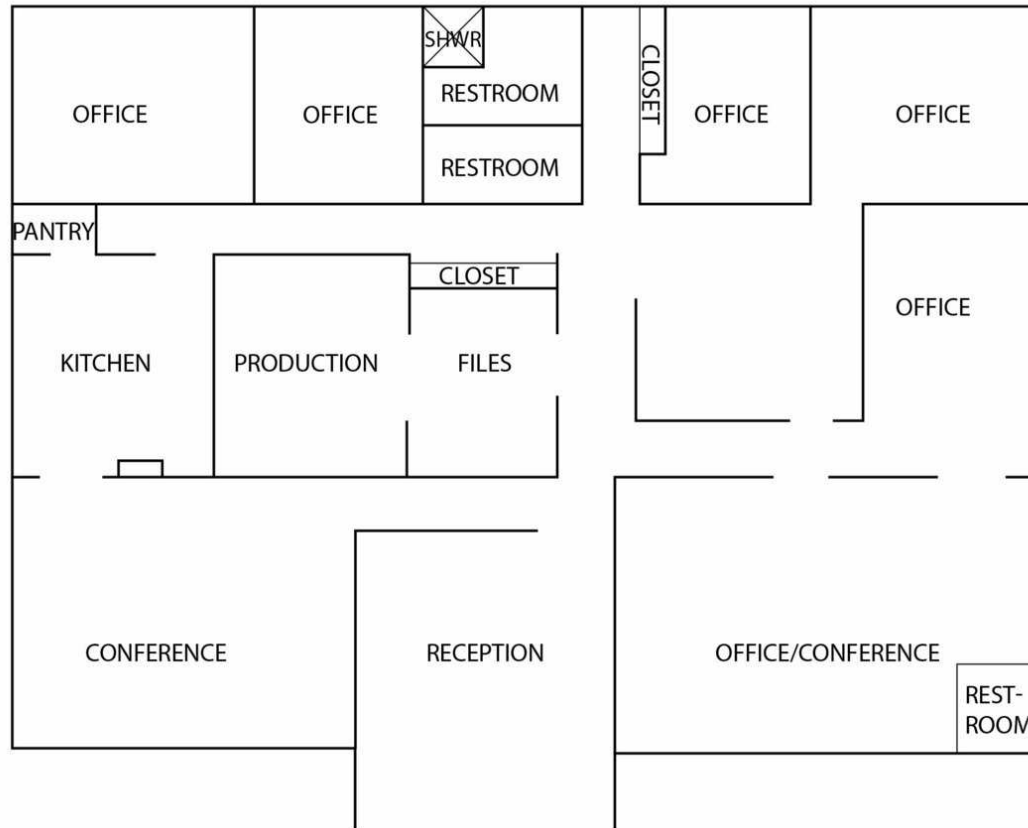 SHWR
RESTROOM
CLOSET
OFFICE
OFFICE
OFFICE
OFFICE
RESTROOM
PANTRY
CLOSET
OFFICE
KITCHEN
PRODUCTION
FILES
CONFERENCE
RECEPTION
OFFICE/CONFERENCE
REST-
ROOM